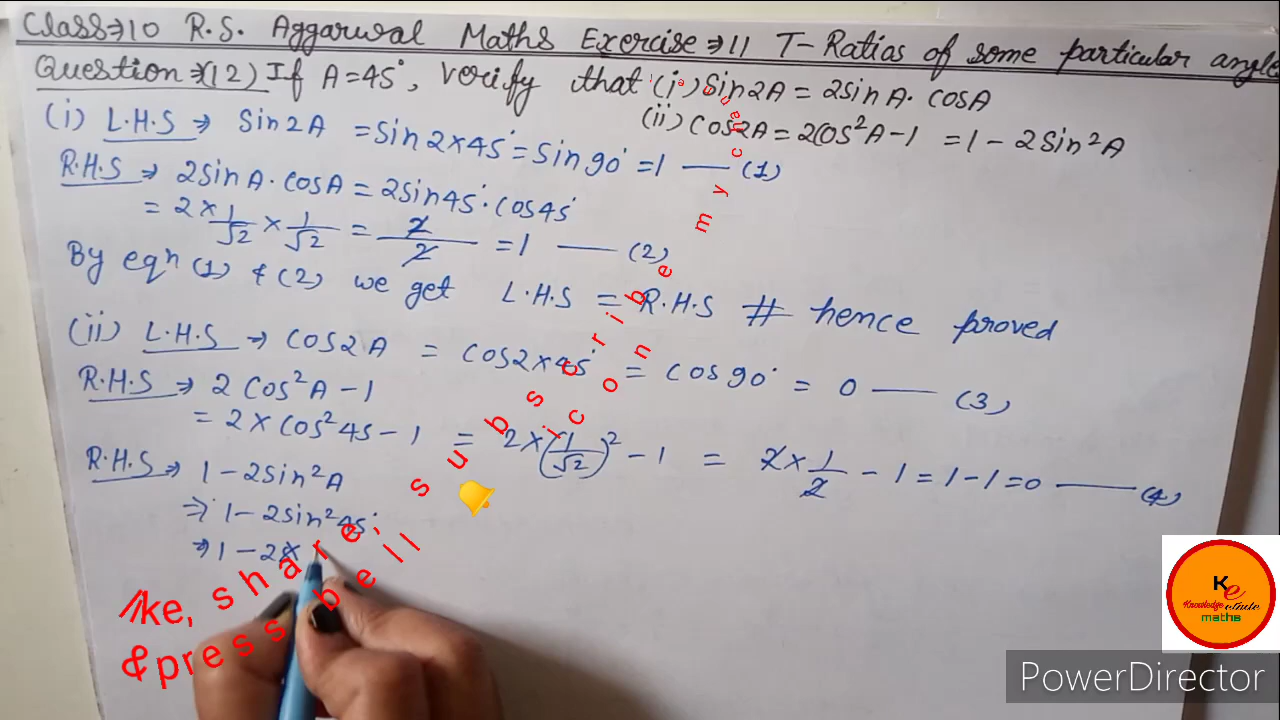 Class⇒10 R.S. Aggarwal Maths Exercise⇒11 T-Ratios of some particular angle
Question⇒(12) If A=45°, verify that (i) Sin2A = 2sinA·cosA
(ii) cos2A = 2cos²A-1 = 1-2Sin²A
(i) L.H.S → Sin2A = Sin2×45° = Sin90° = 1 — (1)
R.H.S → 2sinA·cosA = 2sin45°·cos45°
= 2×1/√2 × 1/√2 = 2/2 = 1 — (2)
By eqⁿ (1) & (2) we get L.H.S = R.H.S # hence proved
(ii) L.H.S → cos2A = cos2×45° = cos90° = 0 — (3)
R.H.S → 2cos²A-1
= 2×cos²45-1 = 2×(1/√2)² - 1 = 2×1/2 - 1 = 1-1=0 — (4)
R.H.S → 1-2sin²A
⇒ 1-2sin²45°
⇒ 1-2×
like, share, subscribe my cha
& press bell icon
Ke
Knowledge etude
maths
PowerDirector